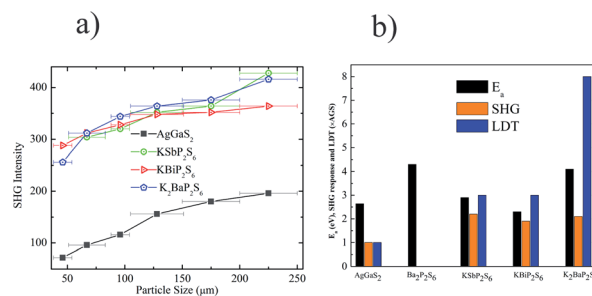 a)
b)
SHG Intensity
400
300
200
100
50
100
150
200
250
Particle Size (μm)
AgGaS₂
KSbP₂S₆
KBiP₂S₆
K₂BaP₂S₆
Eₐ (eV), SHG response and LDT (×AGS)
8
7
6
5
4
3
2
1
0
Eₐ
SHG
LDT
AgGaS₂
Ba₂P₂S₆
KSbP₂S₆
KBiP₂S₆
K₂BaP₂S₆